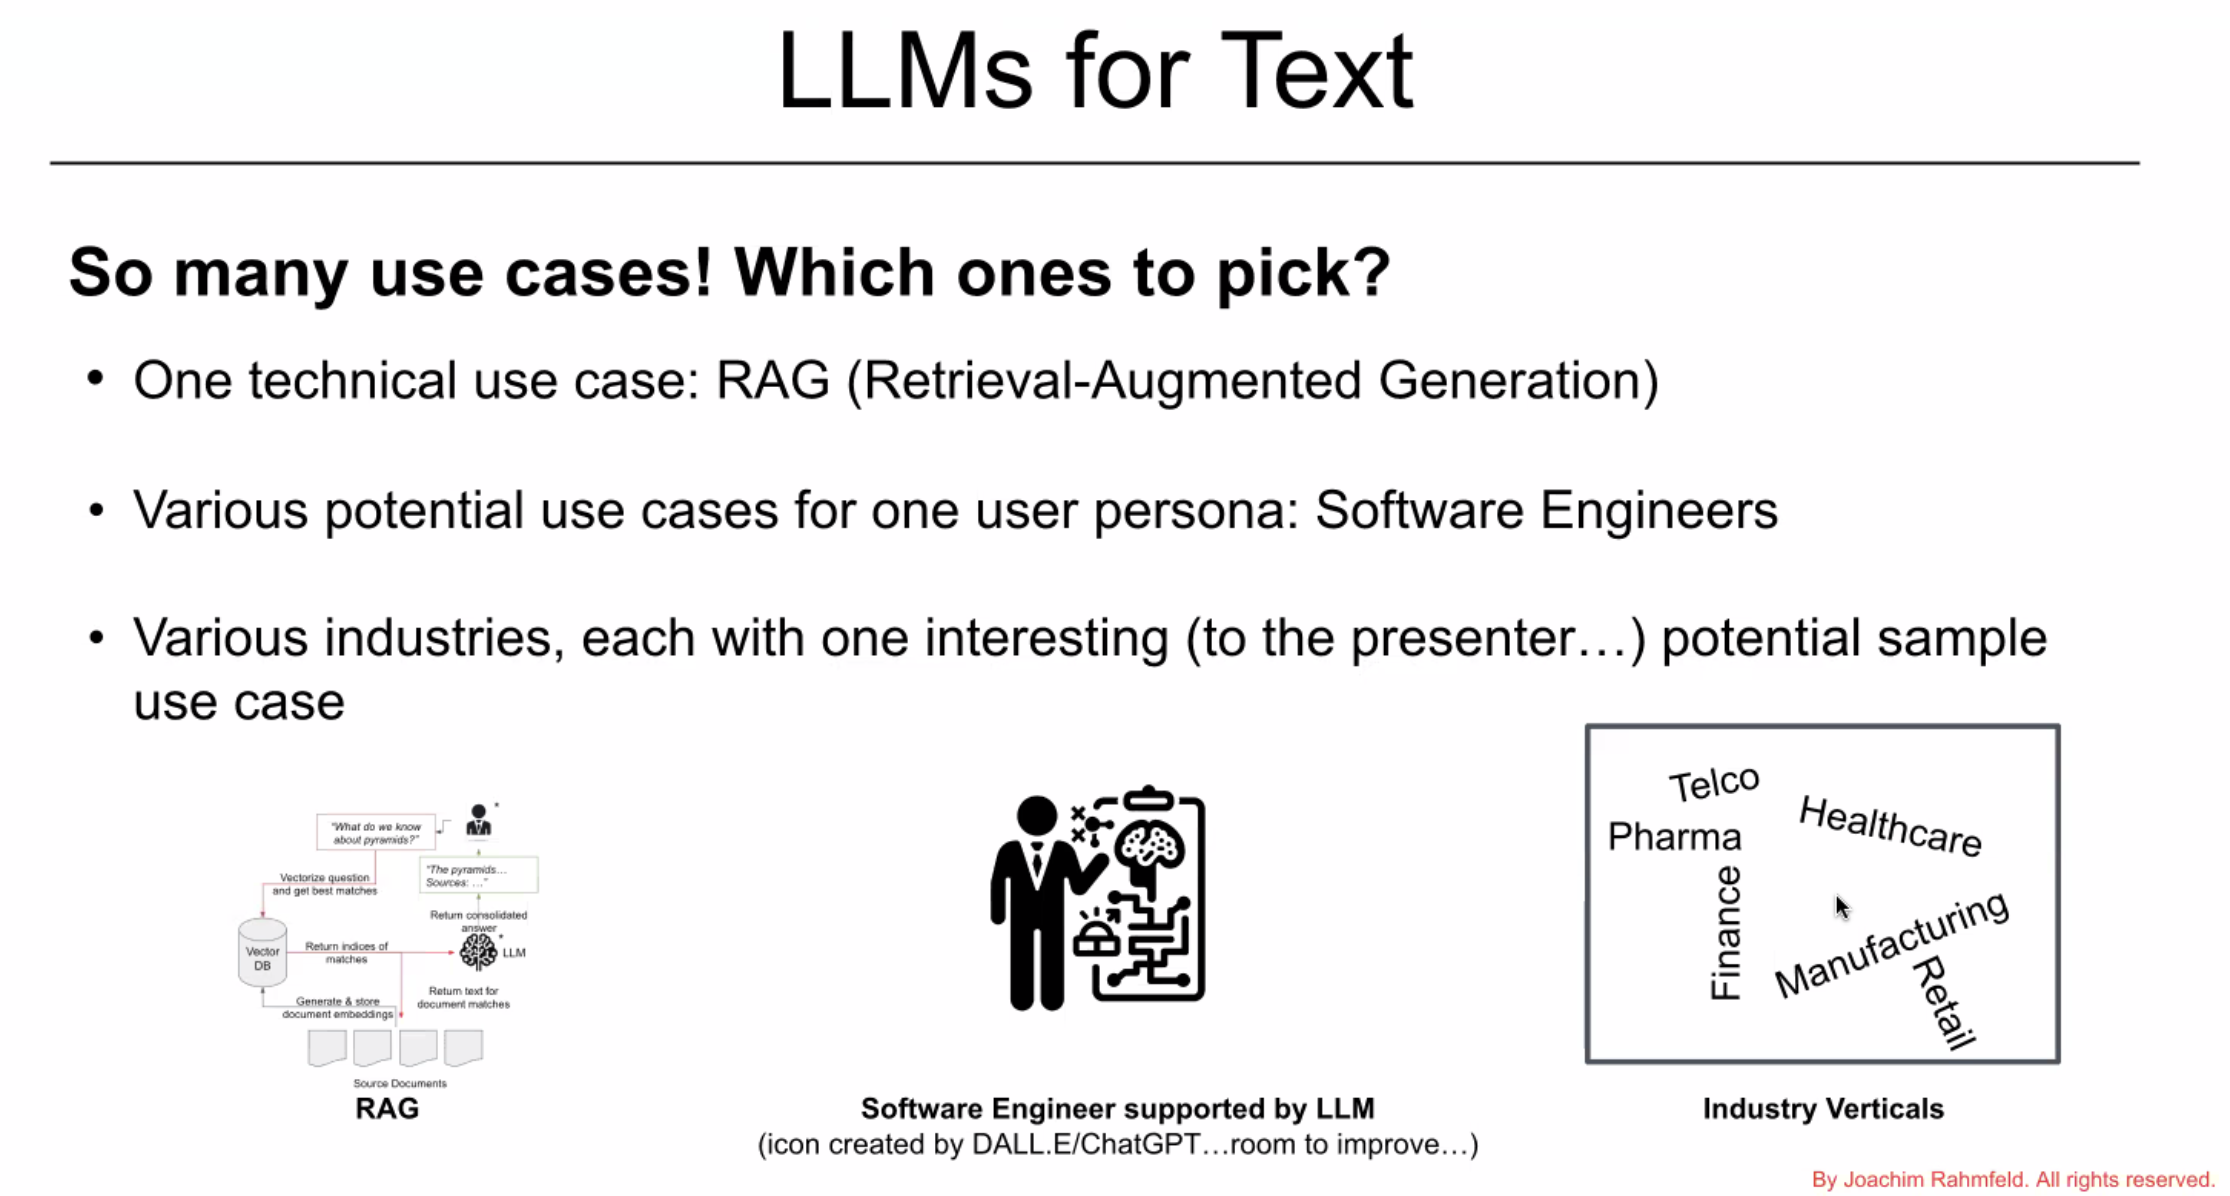 LLMs for Text
So many use cases! Which ones to pick?
• One technical use case: RAG (Retrieval-Augmented Generation)
• Various potential use cases for one user persona: Software Engineers
• Various industries, each with one interesting (to the presenter…) potential sample
use case
"What do we know
about pyramids?"
*
"The pyramids…
Sources: …"
Vectorize question
and get best matches
Return consolidated
answer
*
Vector
DB
Return indices of
matches
LLM
Return text for
document matches
Generate & store
document embeddings
Source Documents
RAG
Software Engineer supported by LLM
(icon created by DALL.E/ChatGPT…room to improve…)
Telco
Healthcare
Pharma
Finance
Manufacturing
Retail
Industry Verticals
By Joachim Rahmfeld. All rights reserved.